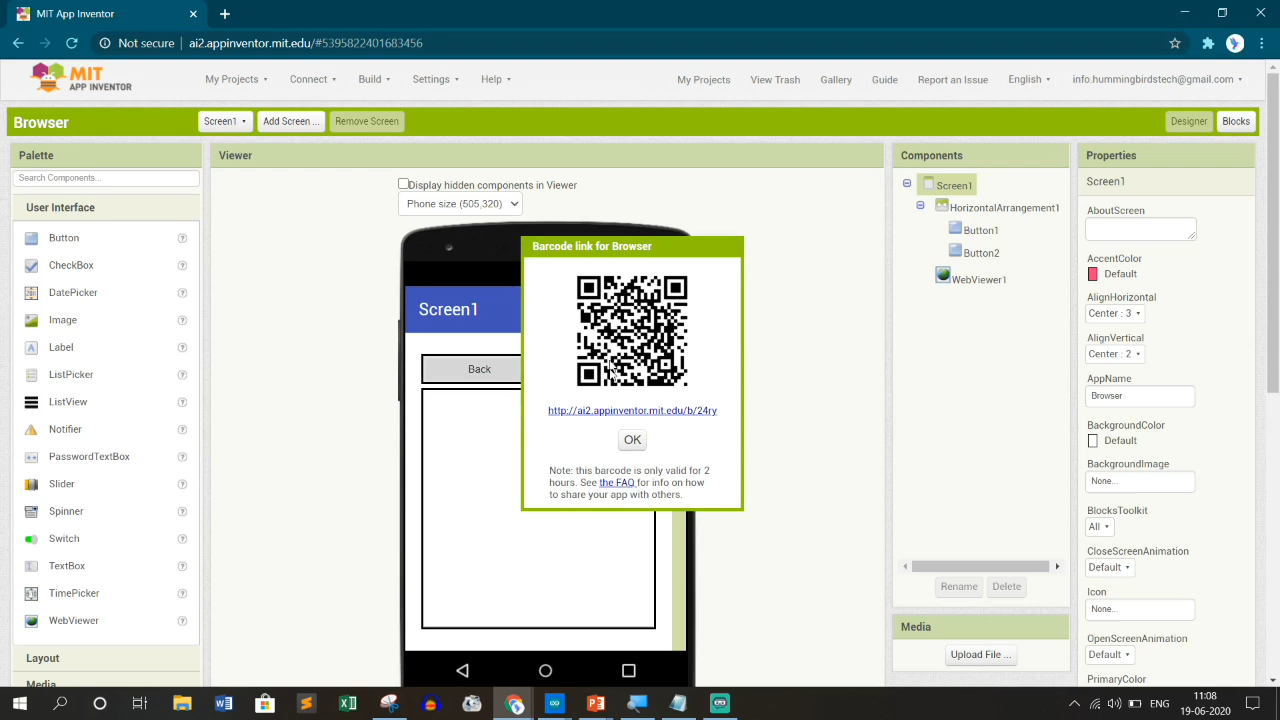 MIT App Inventor
Not secure ai2.appinventor.mit.edu/#5395822401683456
MIT
APP INVENTOR
My Projects Connect Build Settings Help My Projects View Trash Gallery Guide Report an Issue English info.hummingbirdstech@gmail.com
Browser Screen1 Add Screen ... Remove Screen Designer Blocks
Palette
Search Components...
User Interface
Button
CheckBox
DatePicker
Image
Label
ListPicker
ListView
Notifier
PasswordTextBox
Slider
Spinner
Switch
TextBox
TimePicker
WebViewer
Layout
Media
Viewer
Display hidden components in Viewer
Phone size (505,320)
Screen1
Back
Barcode link for Browser
http://ai2.appinventor.mit.edu/b/24ry
OK
Note: this barcode is only valid for 2
hours. See the FAQ for info on how
to share your app with others.
Components
Screen1
HorizontalArrangement1
Button1
Button2
WebViewer1
Rename Delete
Media
Upload File ...
Properties
Screen1
AboutScreen
AccentColor
Default
AlignHorizontal
Center : 3
AlignVertical
Center : 2
AppName
Browser
BackgroundColor
Default
BackgroundImage
None...
BlocksToolkit
All
CloseScreenAnimation
Default
Icon
None...
OpenScreenAnimation
Default
PrimaryColor
ENG
11:08
19-06-2020